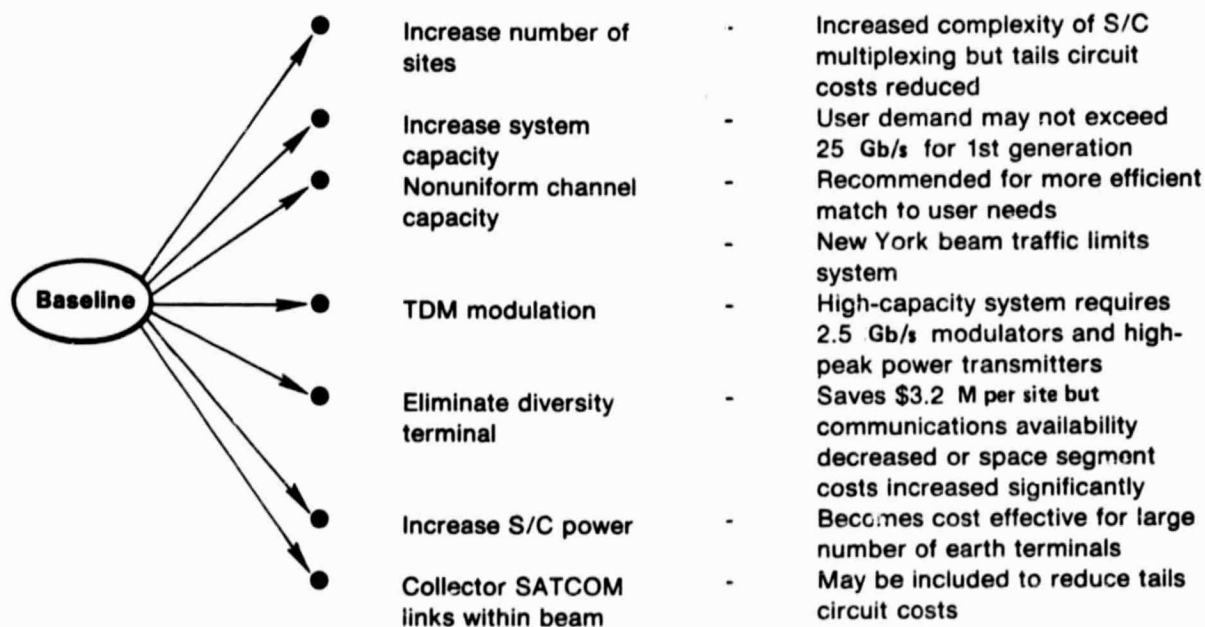 Baseline
Increase number of
sites
-
Increased complexity of S/C
multiplexing but tails circuit
costs reduced
Increase system
capacity
-
User demand may not exceed
25 Gb/s for 1st generation
Nonuniform channel
capacity
-
Recommended for more efficient
match to user needs
-
New York beam traffic limits
system
TDM modulation
-
High-capacity system requires
2.5 Gb/s modulators and high-
peak power transmitters
Eliminate diversity
terminal
-
Saves $3.2 M per site but
communications availability
decreased or space segment
costs increased significantly
Increase S/C power
-
Becomes cost effective for large
number of earth terminals
Collector SATCOM
links within beam
-
May be included to reduce tails
circuit costs